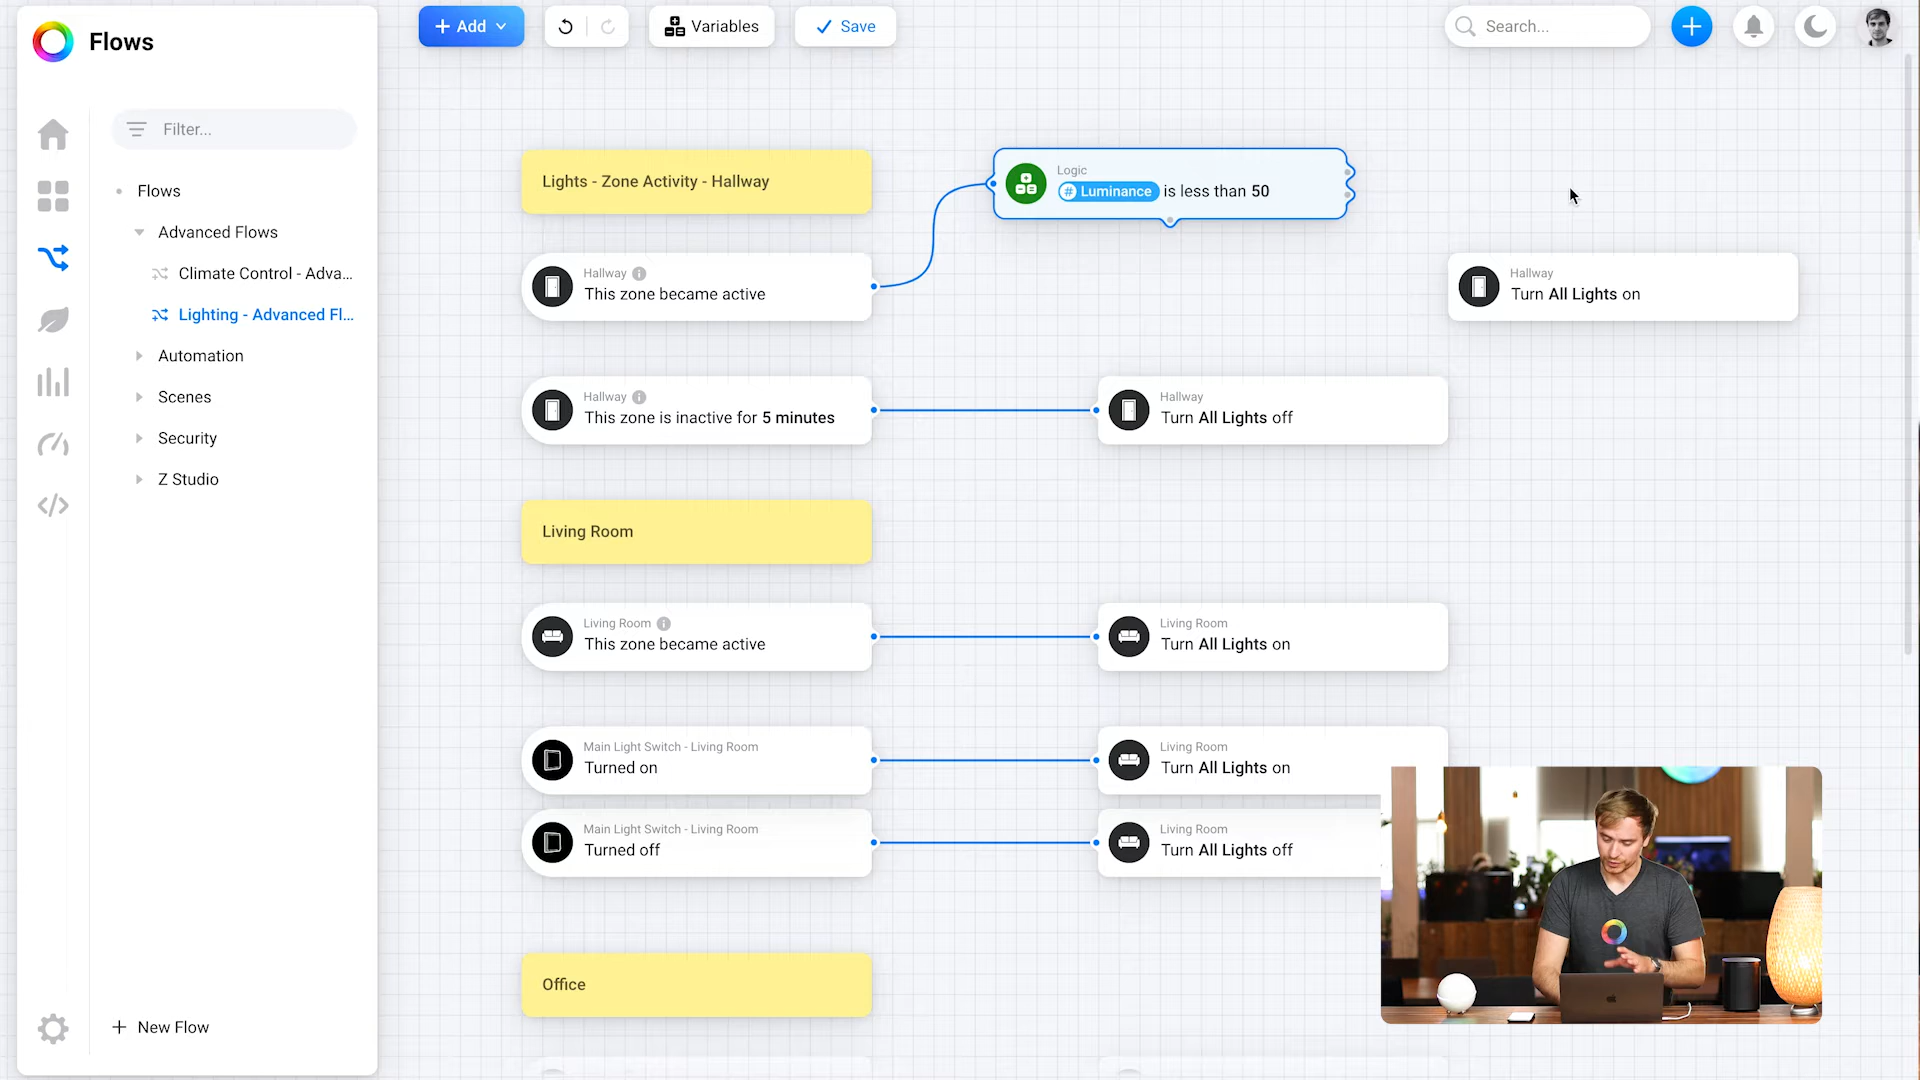 Flows
Add
Variables
Save
Search...
Filter...
Flows
Advanced Flows
Climate Control - Adva...
Lighting - Advanced Fl...
Automation
Scenes
Security
Z Studio
New Flow
Lights - Zone Activity - Hallway
Logic
# Luminance is less than 50
Hallway
This zone became active
Hallway
Turn All Lights on
Hallway
This zone is inactive for 5 minutes
Hallway
Turn All Lights off
Living Room
Living Room
This zone became active
Living Room
Turn All Lights on
Main Light Switch - Living Room
Turned on
Living Room
Turn All Lights on
Main Light Switch - Living Room
Turned off
Living Room
Turn All Lights off
Office